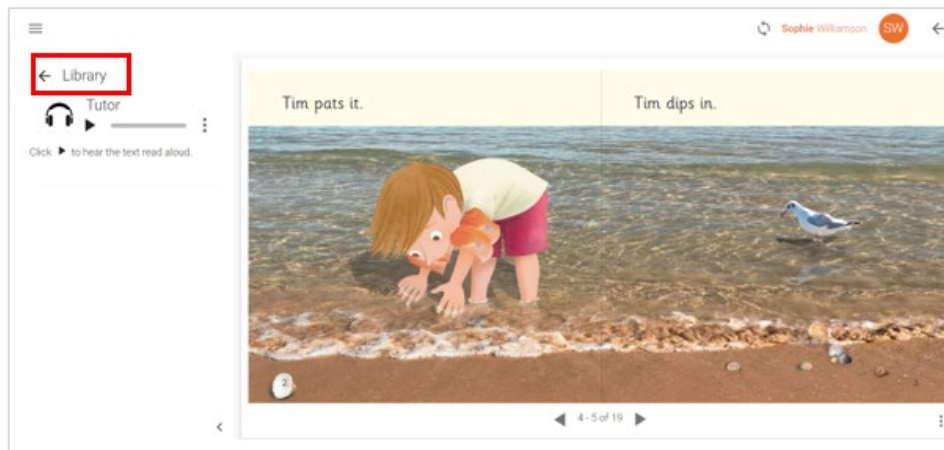 Sophie Williamson SW
Library
Tutor
Click ▶ to hear the text read aloud.
Tim pats it.
Tim dips in.
2
3
4 - 5 of 19